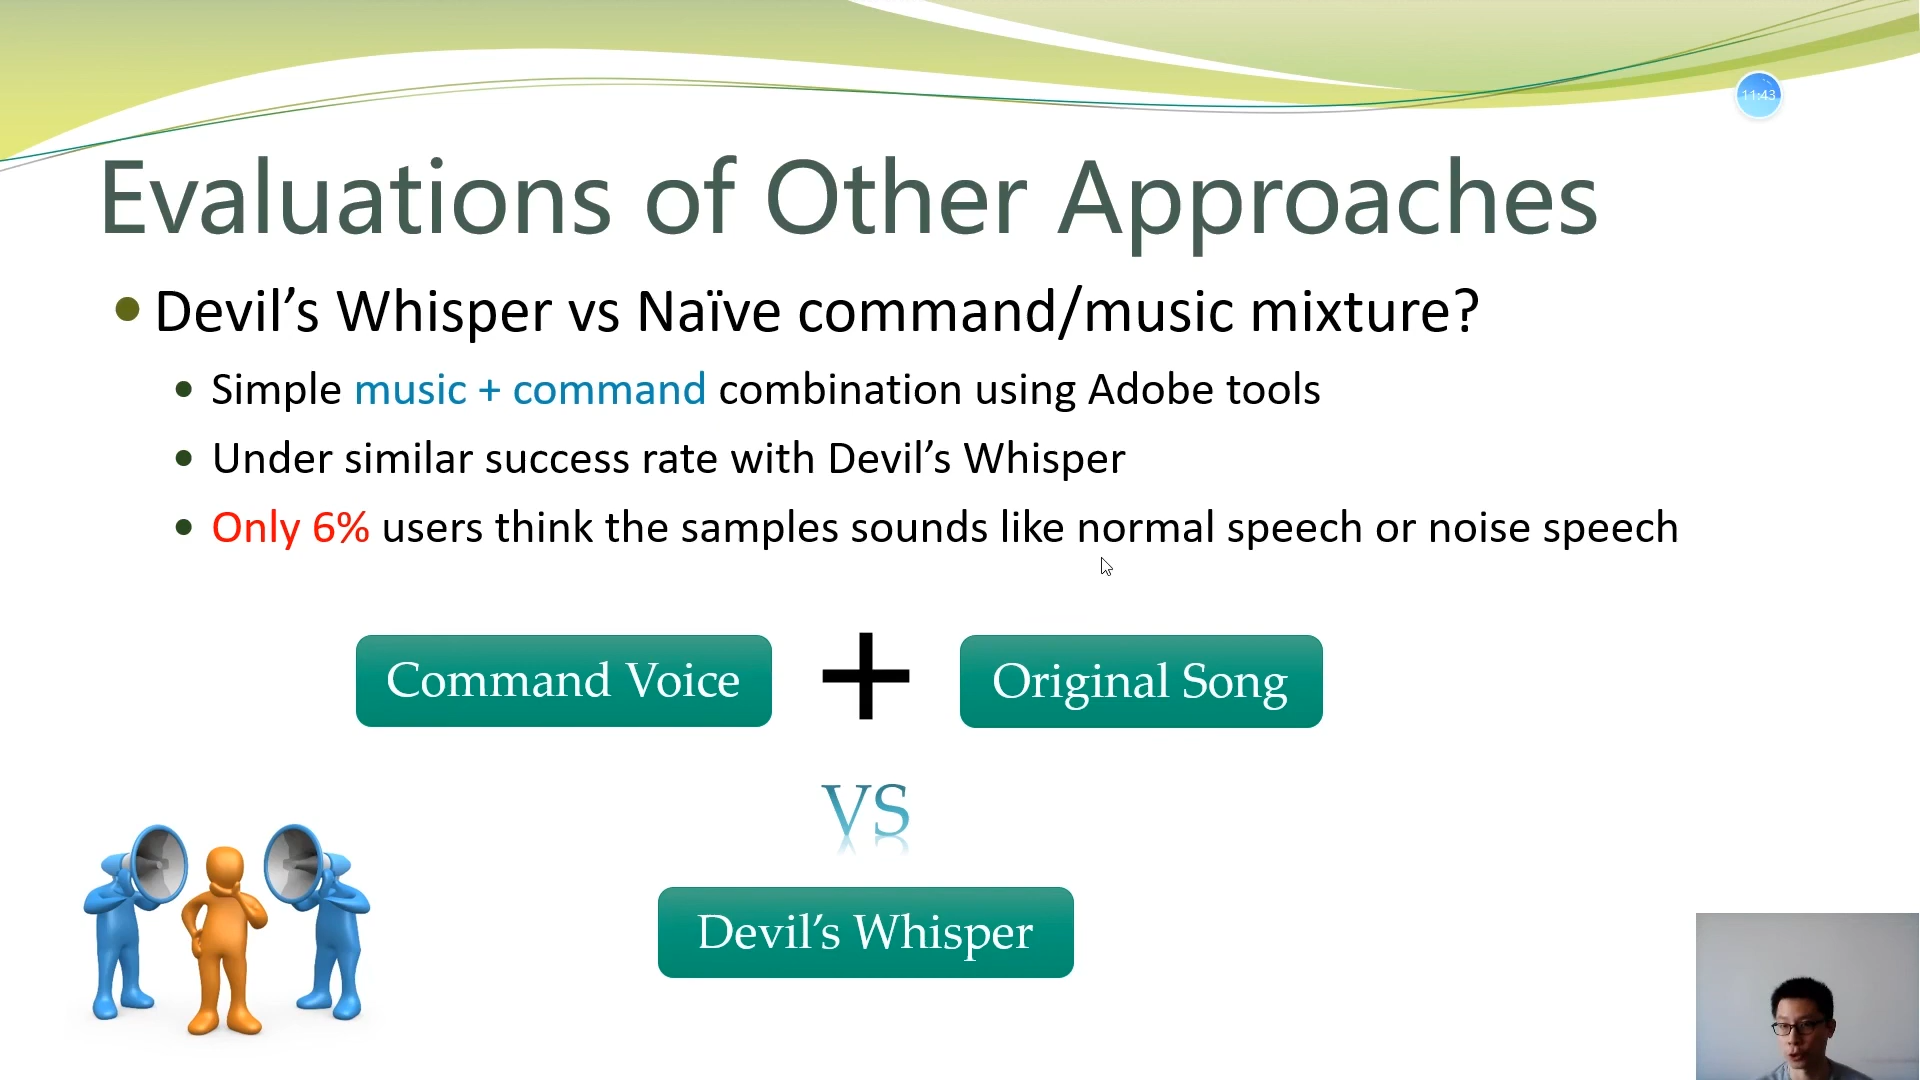 11:43
Evaluations of Other Approaches
Devil’s Whisper vs Naïve command/music mixture?
Simple music + command combination using Adobe tools
Under similar success rate with Devil’s Whisper
Only 6% users think the samples sounds like normal speech or noise speech
Command Voice + Original Song
VS
Devil’s Whisper